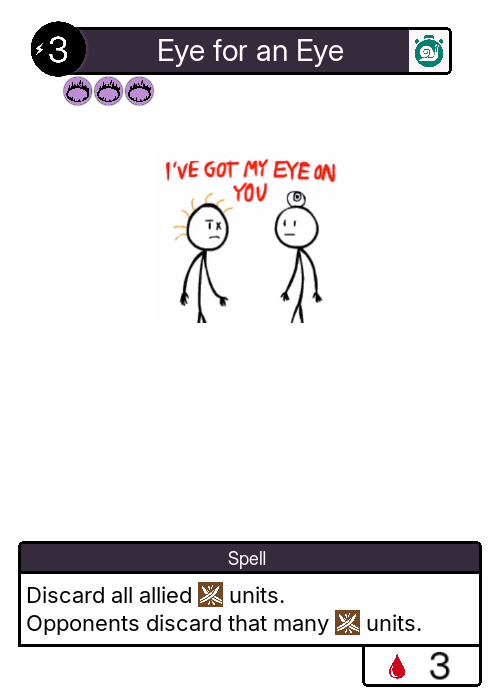 3 Eye for an Eye
I'VE GOT MY EYE ON
YOU
Spell
Discard all allied units.
Opponents discard that many units.
3